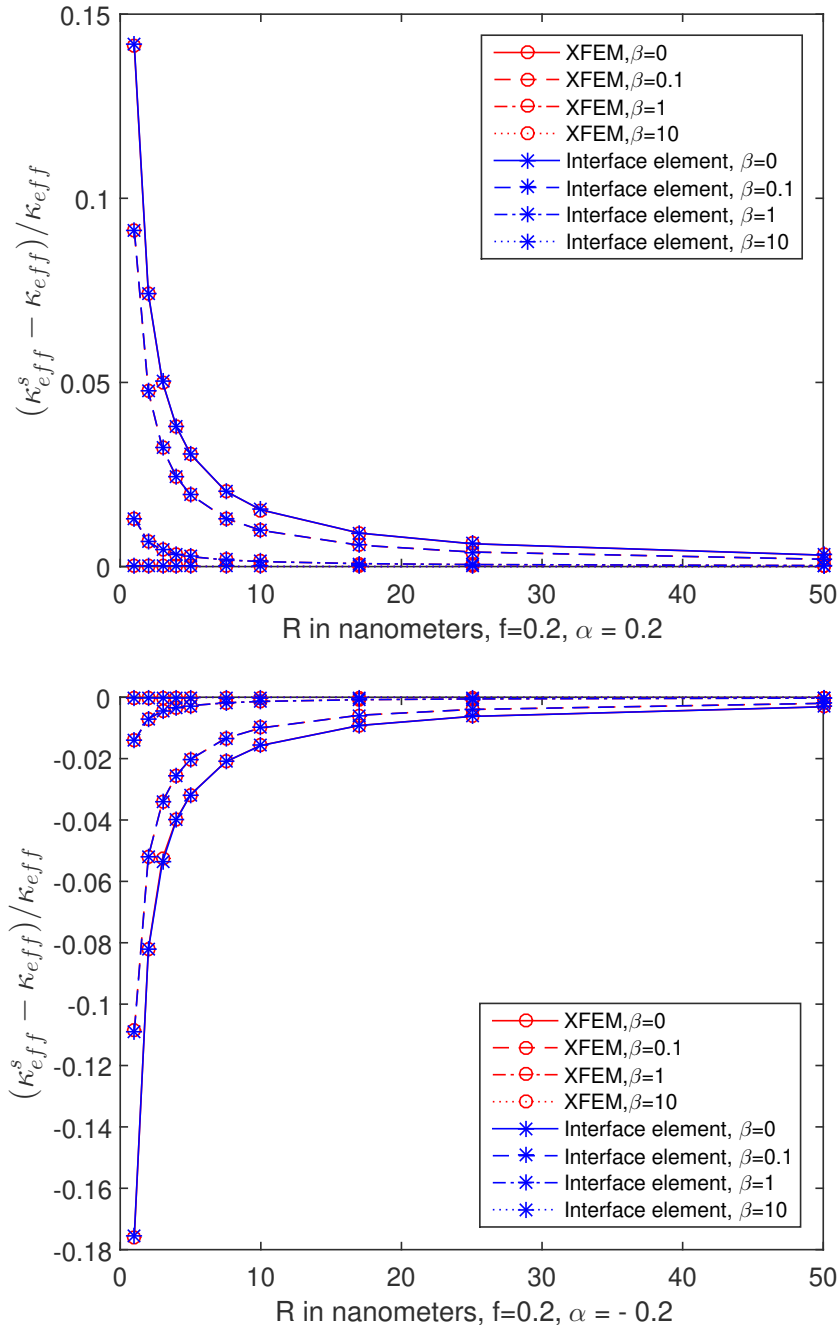 0.15
0.1
0.05
0
(κ^s_eff − κ_eff)/κ_eff
XFEM,β=0
XFEM,β=0.1
XFEM,β=1
XFEM,β=10
Interface element, β=0
Interface element, β=0.1
Interface element, β=1
Interface element, β=10
0 10 20 30 40 50
R in nanometers, f=0.2, α = 0.2
0
-0.02
-0.04
-0.06
-0.08
-0.1
-0.12
-0.14
-0.16
-0.18
(κ^s_eff − κ_eff)/κ_eff
XFEM,β=0
XFEM,β=0.1
XFEM,β=1
XFEM,β=10
Interface element, β=0
Interface element, β=0.1
Interface element, β=1
Interface element, β=10
0 10 20 30 40 50
R in nanometers, f=0.2, α = - 0.2